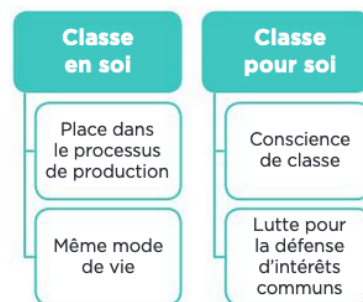 Classe
en soi
Place dans
le processus
de production
Même mode
de vie
Classe
pour soi
Conscience
de classe
Lutte pour
la défense
d'intérêts
communs